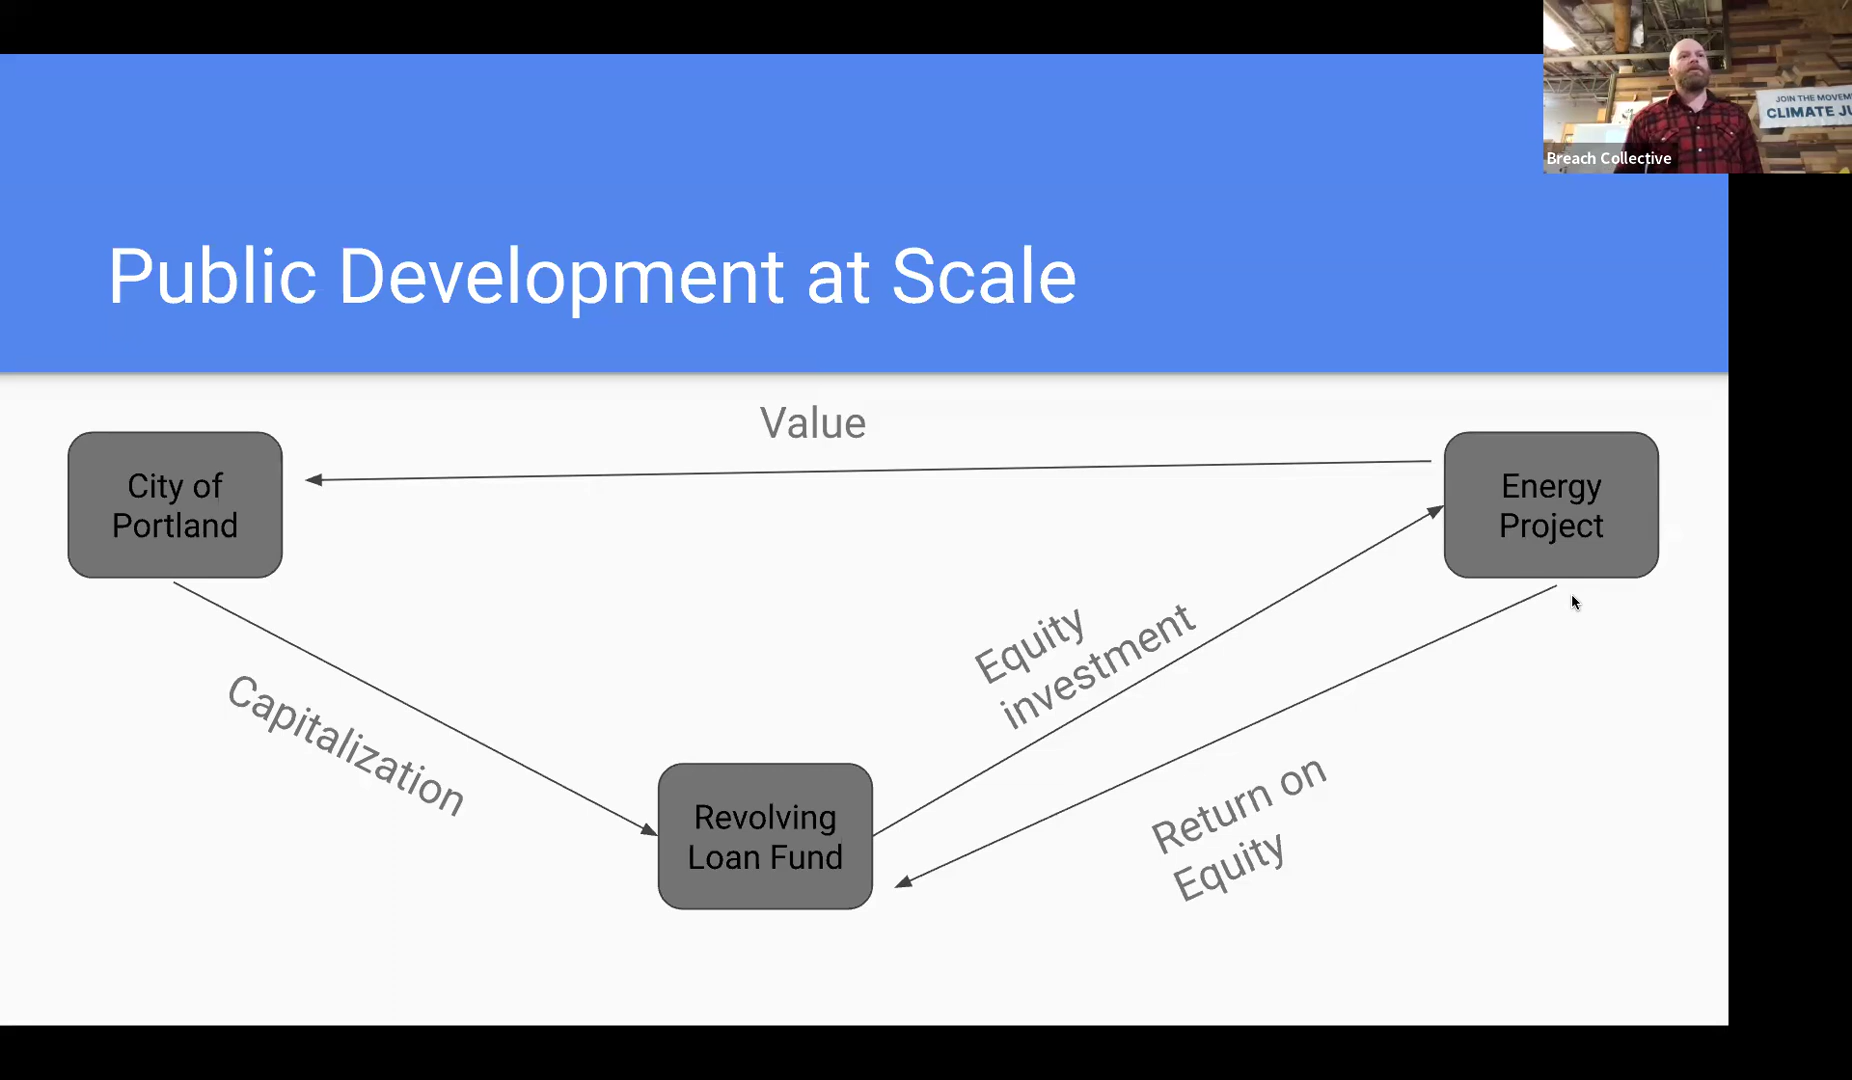 JOIN THE MOVEM
CLIMATE JU
Breach Collective
Public Development at Scale
Value
City of
Portland
Energy
Project
Equity
investment
Capitalization
Return on
Equity
Revolving
Loan Fund